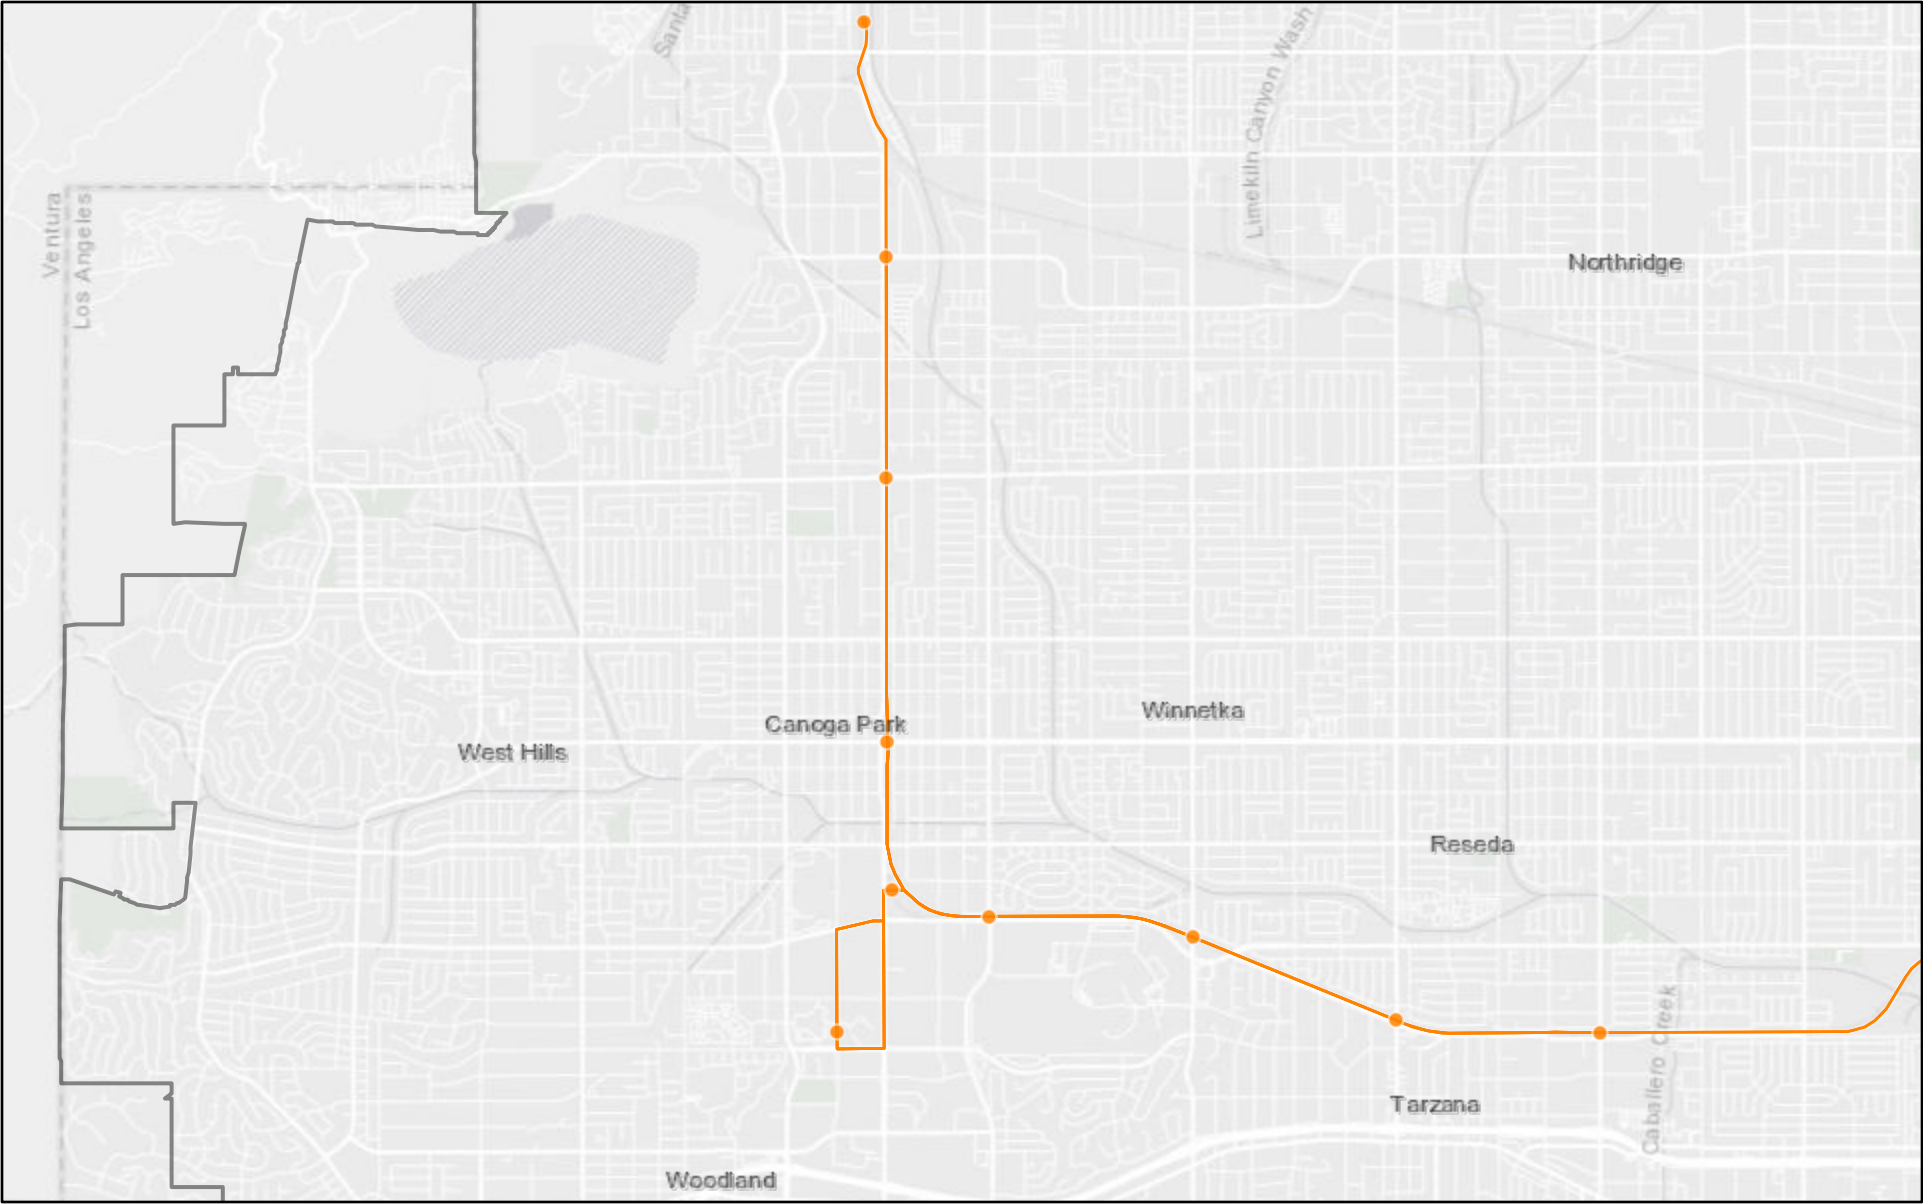 Santa
Limekiln Canyon Wash
Ventura
Los Angeles
Northridge
Winnetka
Canoga Park
West Hills
Reseda
Caballero Creek
Tarzana
Woodland